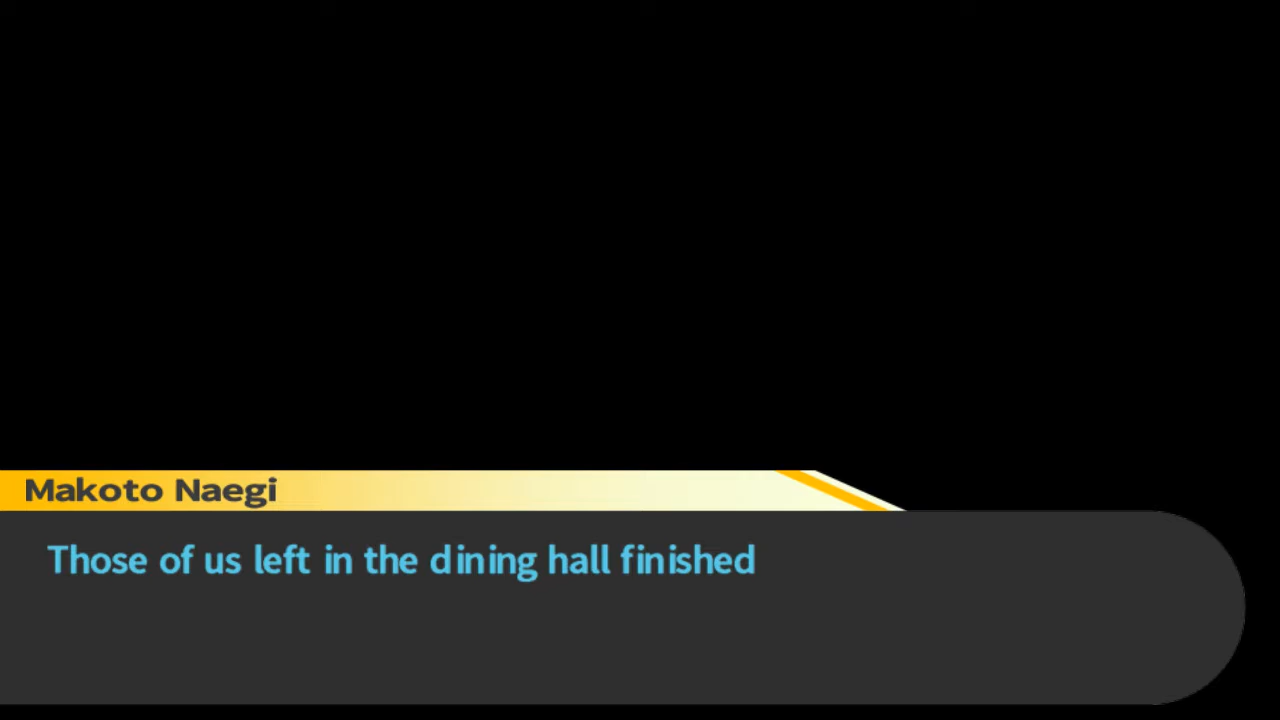 Makoto Naegi
Those of us left in the dining hall finished